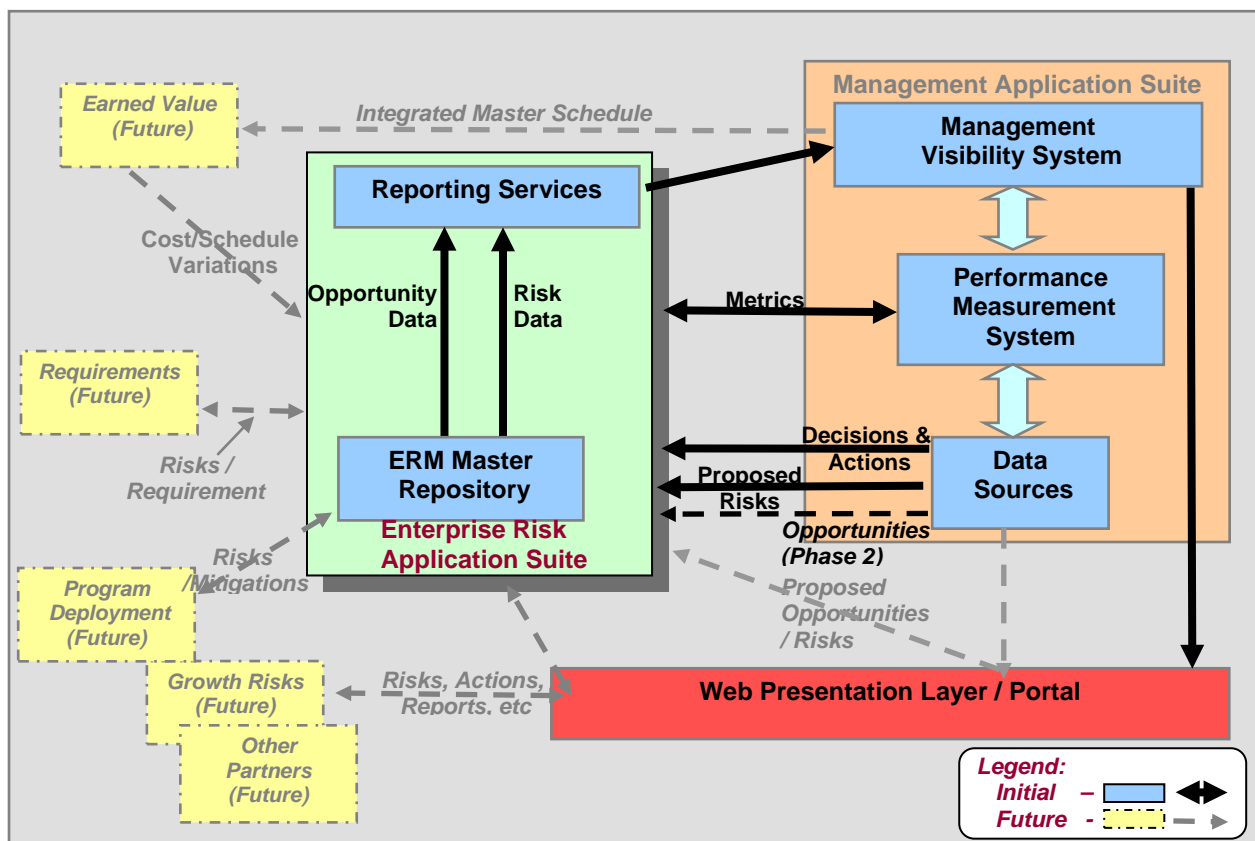 Management Application Suite
Earned Value
(Future)
Integrated Master Schedule
Management
Visibility System
Reporting Services
Cost/Schedule
Variations
Opportunity
Data
Risk
Data
Metrics
Performance
Measurement
System
Requirements
(Future)
Risks /
Requirement
ERM Master
Repository
Decisions &
Actions
Proposed
Risks
Data
Sources
Enterprise Risk
Application Suite
Opportunities
(Phase 2)
Risks
/Mitigations
Proposed
Opportunities
/ Risks
Program
Deployment
(Future)
Growth Risks
(Future)
Risks, Actions,
Reports, etc
Web Presentation Layer / Portal
Other
Partners
(Future)
Legend:
Initial –
Future -